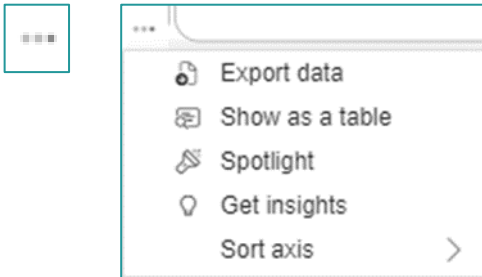 Export data
Show as a table
Spotlight
Get insights
Sort axis